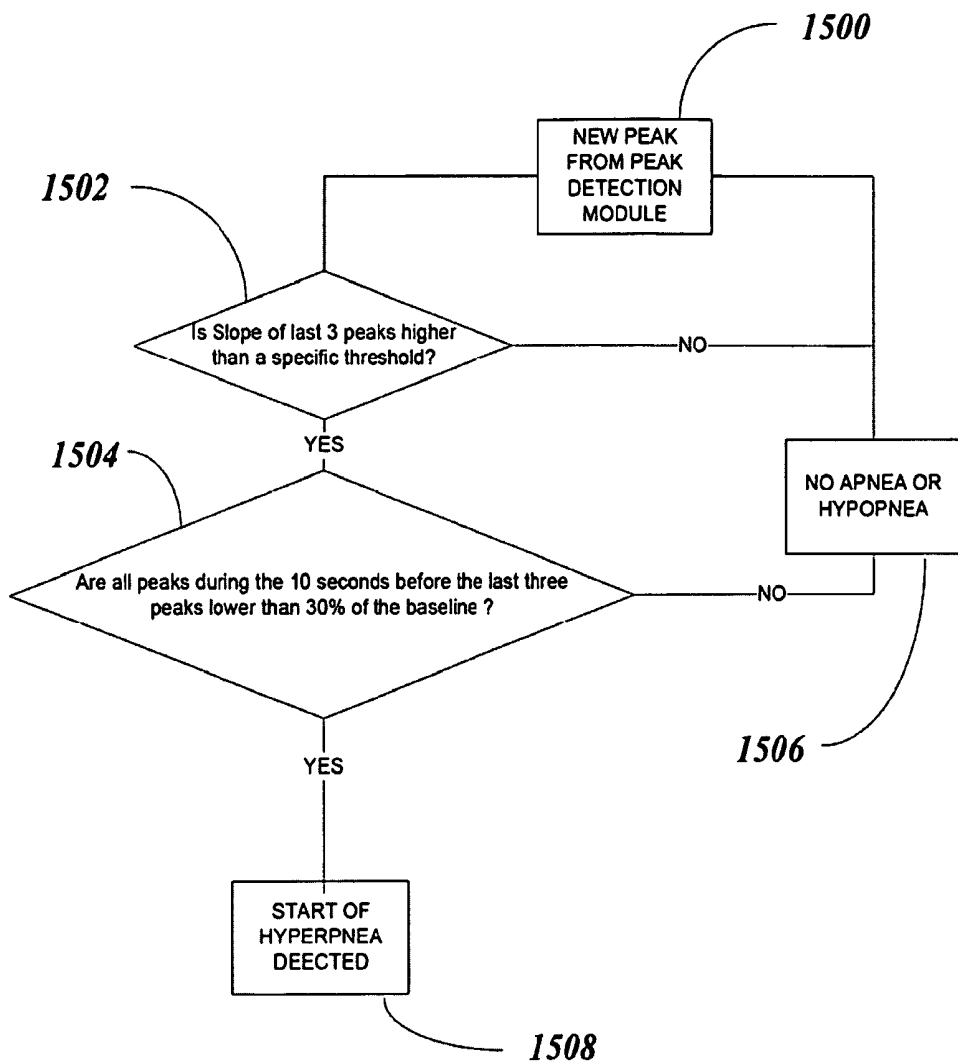 1500
NEW PEAK
FROM PEAK
DETECTION
MODULE
1502
Is Slope of last 3 peaks higher
than a specific threshold?
NO
YES
1504
NO APNEA OR
HYPOPNEA
Are all peaks during the 10 seconds before the last three
peaks lower than 30% of the baseline ?
NO
1506
YES
START OF
HYPERPNEA
DEECTED
1508